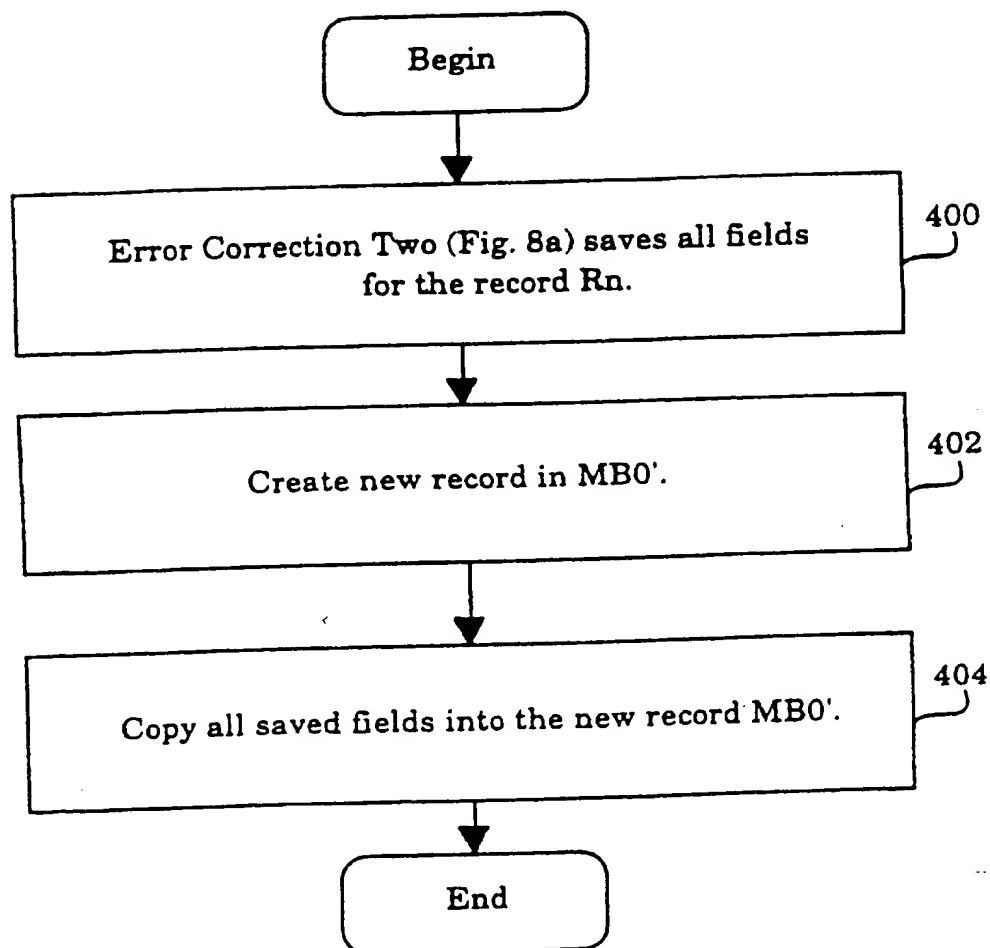 Begin
Error Correction Two (Fig. 8a) saves all fields
for the record Rn.
400
Create new record in MB0'.
402
Copy all saved fields into the new record MB0'.
404
End